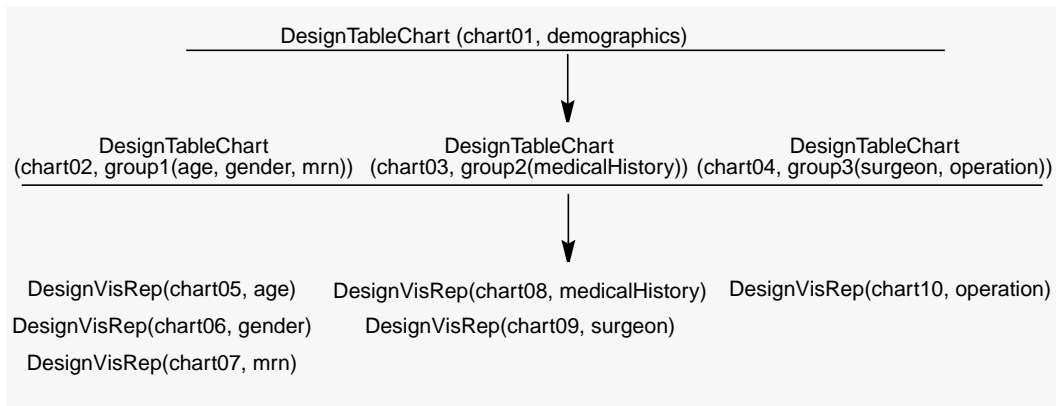 DesignTableChart (chart01, demographics)
DesignTableChart
(chart02, group1(age, gender, mrn))
DesignTableChart
(chart03, group2(medicalHistory))
DesignTableChart
(chart04, group3(surgeon, operation))
DesignVisRep(chart05, age)
DesignVisRep(chart06, gender)
DesignVisRep(chart07, mrn)
DesignVisRep(chart08, medicalHistory)
DesignVisRep(chart09, surgeon)
DesignVisRep(chart10, operation)